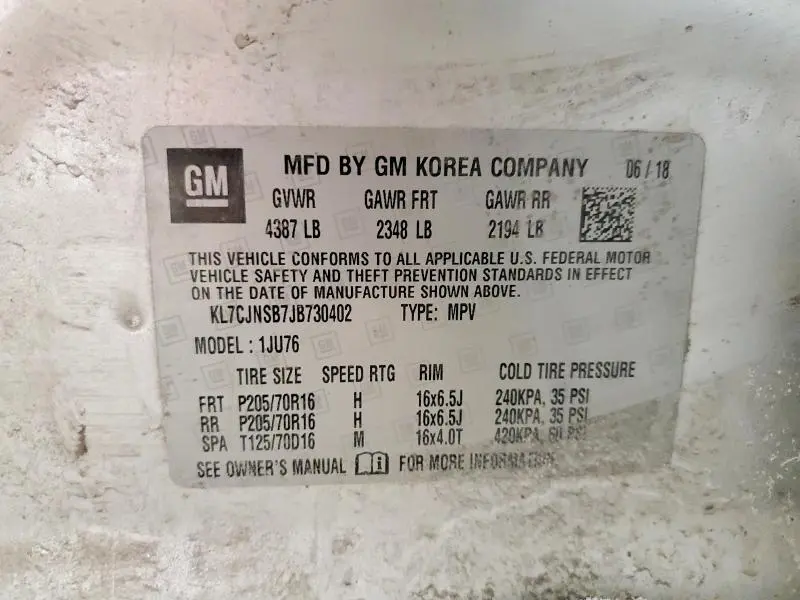 GM
MFD BY GM KOREA COMPANY 06/18
GVWR GAWR FRT GAWR RR
4387 LB 2348 LB 2194 LB
THIS VEHICLE CONFORMS TO ALL APPLICABLE U.S. FEDERAL MOTOR
VEHICLE SAFETY AND THEFT PREVENTION STANDARDS IN EFFECT
ON THE DATE OF MANUFACTURE SHOWN ABOVE.
KL7CJNSB7JB730402 TYPE: MPV
MODEL : 1JU76
TIRE SIZE SPEED RTG RIM COLD TIRE PRESSURE
FRT P205/70R16 H 16x6.5J 240KPA, 35 PSI
RR P205/70R16 H 16x6.5J 240KPA, 35 PSI
SPA T125/70D16 M 16x4.0T 420KPA, 60 PSI
SEE OWNER'S MANUAL FOR MORE INFORMATION